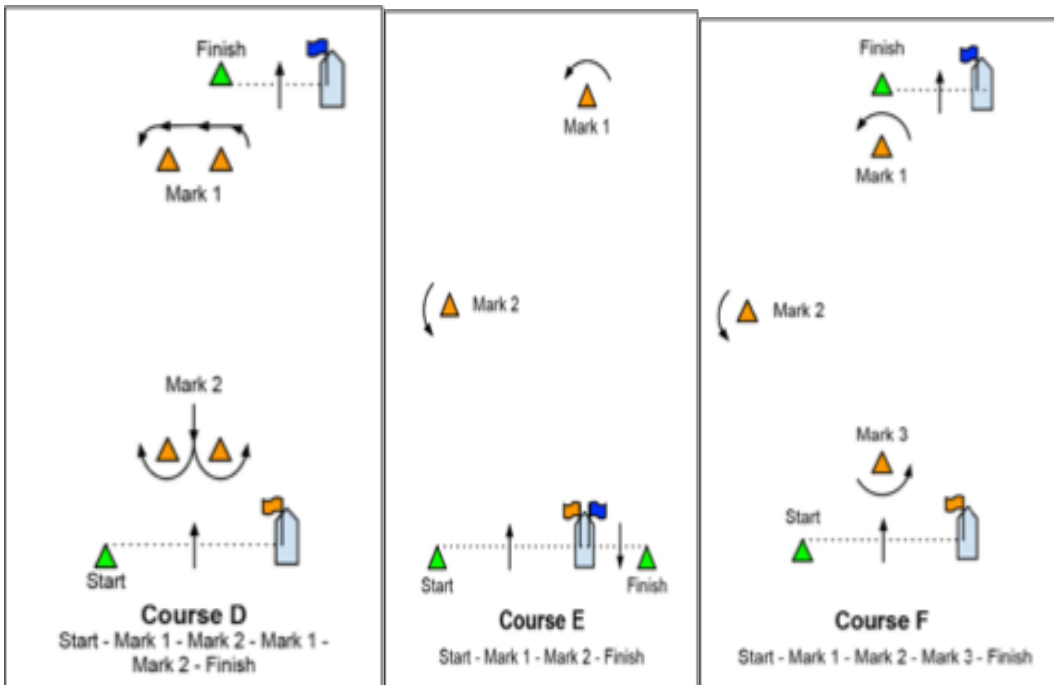 Finish
Mark 1
Mark 2
Start
Course D
Start - Mark 1 - Mark 2 - Mark 1 -
Mark 2 - Finish
Mark 1
Mark 2
Start
Finish
Course E
Start - Mark 1 - Mark 2 - Finish
Finish
Mark 1
Mark 2
Mark 3
Start
Course F
Start - Mark 1 - Mark 2 - Mark 3 - Finish